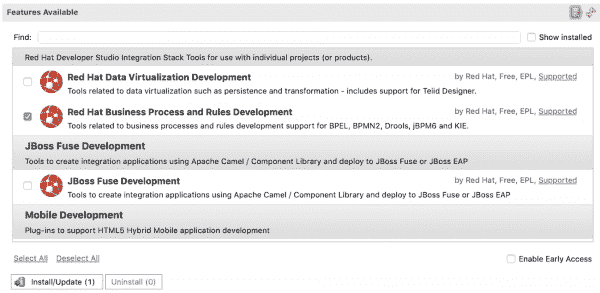 Features Available
Find:
Show installed
Red Hat Developer Studio Integration Stack Tools for use with individual projects (or products).
Red Hat Data Virtualization Development by Red Hat, Free, EPL, Supported
Tools related to data virtualization such as persistence and transformation - includes support for Teiid Designer.
Red Hat Business Process and Rules Development by Red Hat, Free, EPL, Supported
Tools related to business processes and rules development support for BPEL, BPMN2, Drools, jBPM6 and KIE.
JBoss Fuse Development
Tools to create integration applications using Apache Camel / Component Library and deploy to JBoss Fuse or JBoss EAP
JBoss Fuse Development by Red Hat, Free, EPL, Supported
Tools to create integration applications using Apache Camel / Component Library and deploy to JBoss Fuse or JBoss EAP
Mobile Development
Plug-ins to support HTML5 Hybrid Mobile application development
Select All Deselect All Enable Early Access
Install/Update (1) Uninstall (0)